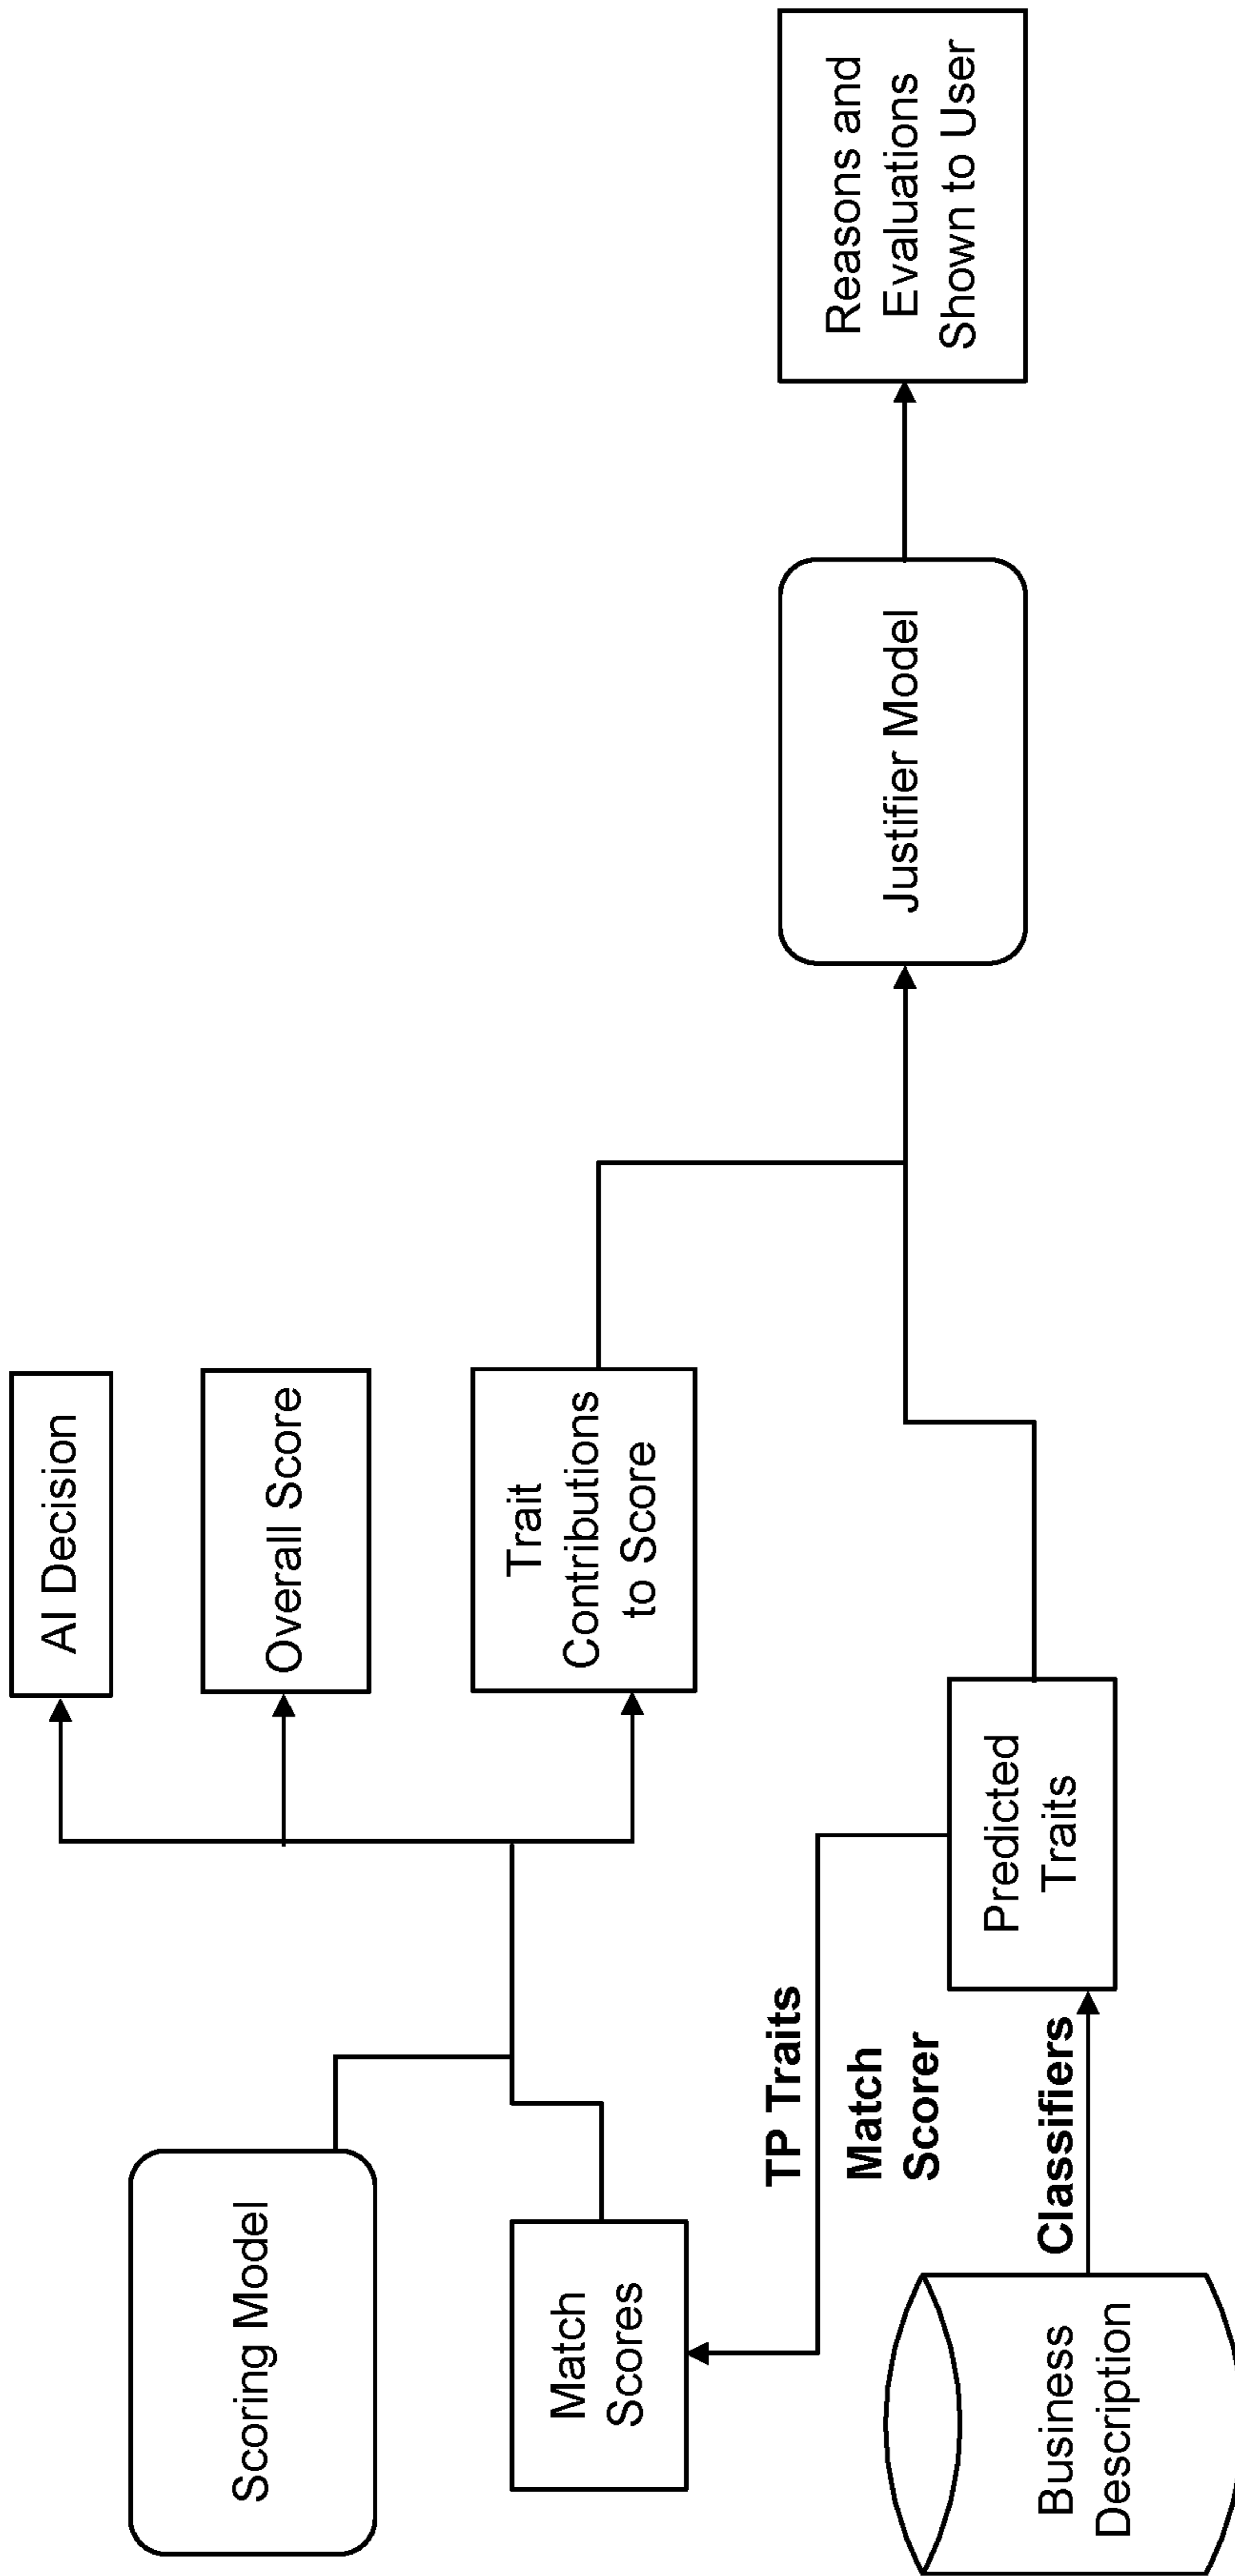 Scoring Model
AI Decision
Overall Score
Match
Scores
Trait
Contributions
to Score
TP Traits
Match
Scorer
Business
Description
Classifiers
Predicted
Traits
Justifier Model
Reasons and
Evaluations
Shown to User